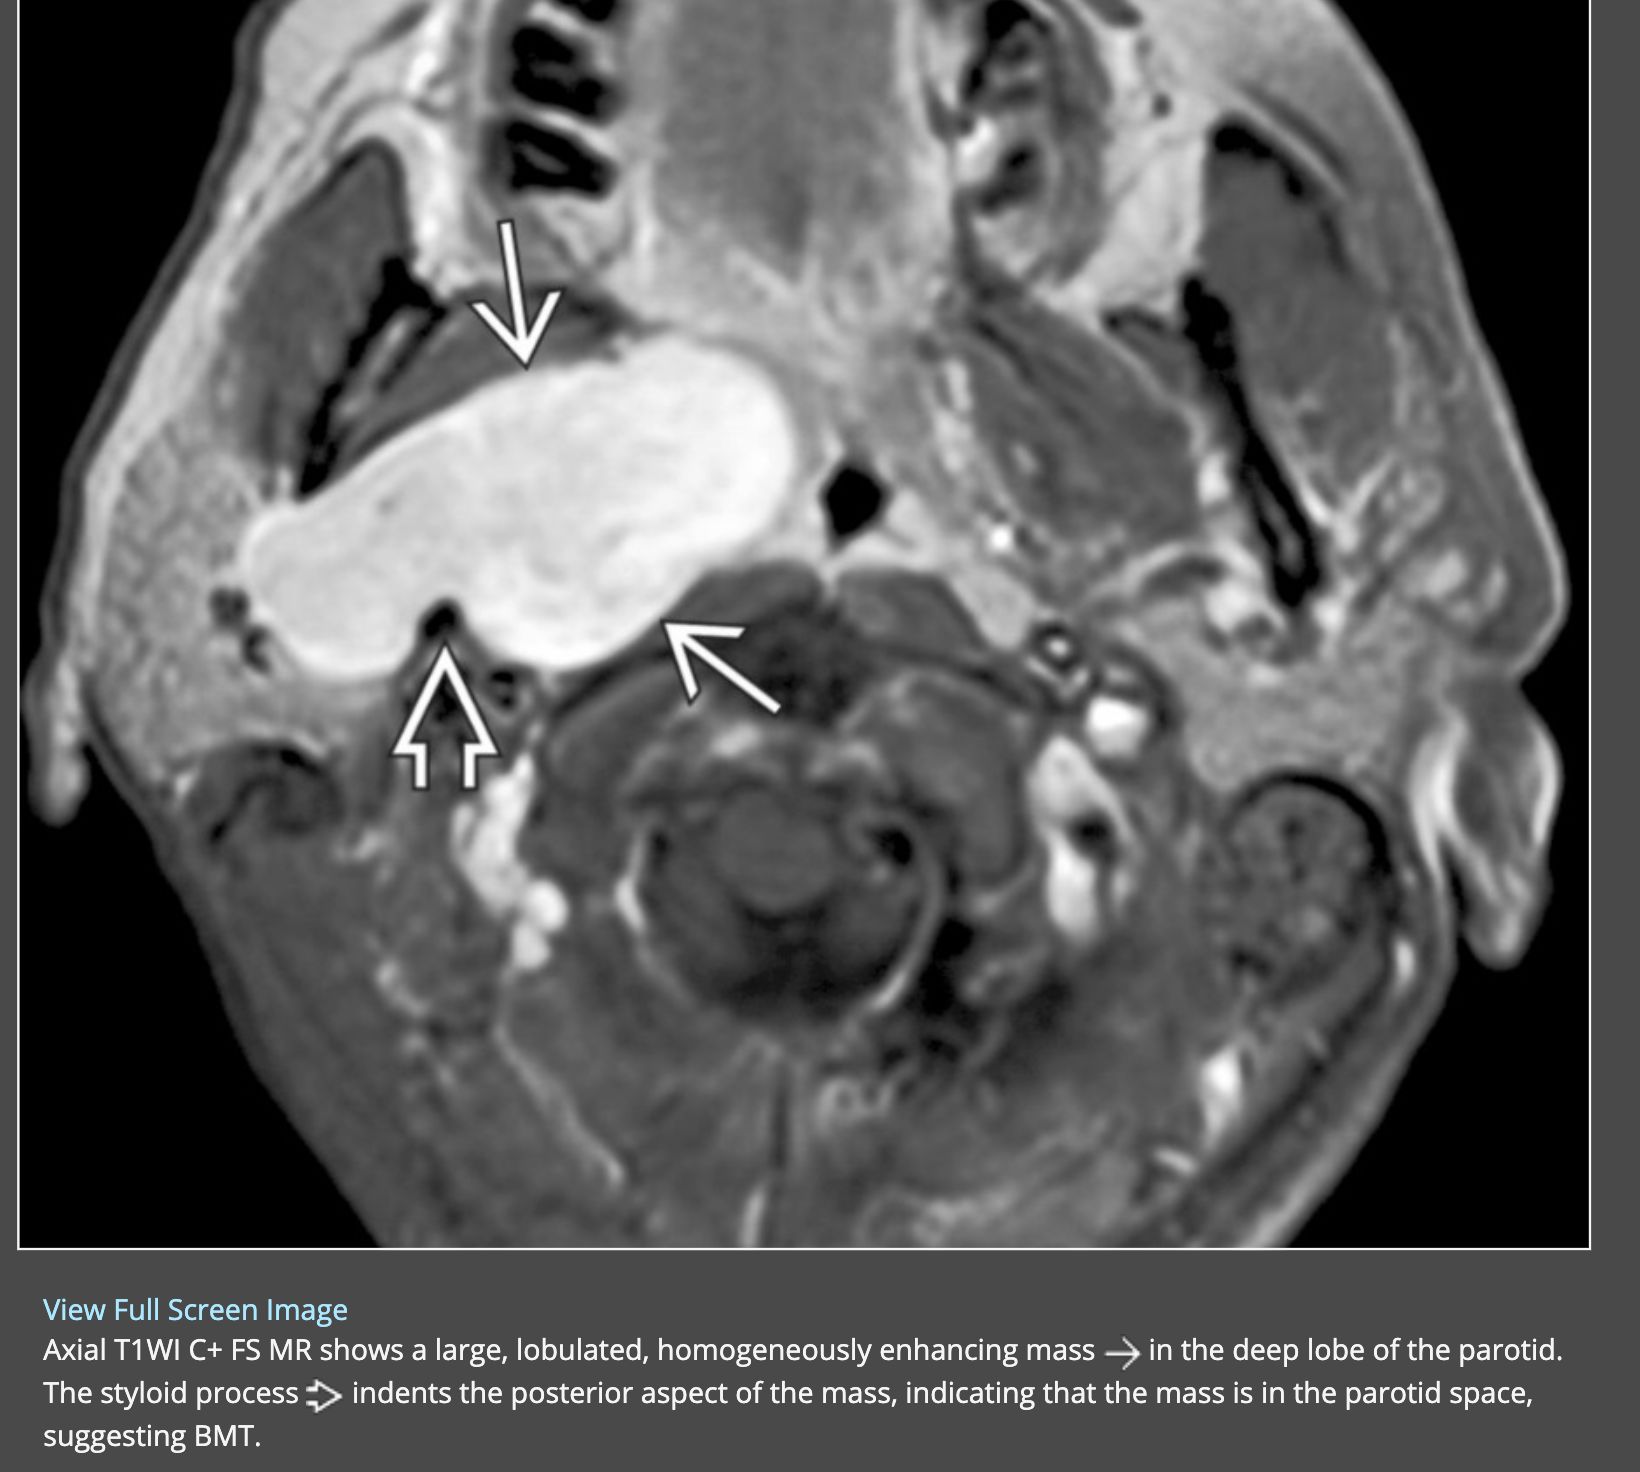 View Full Screen Image
Axial T1WI C+ FS MR shows a large, lobulated, homogeneously enhancing mass → in the deep lobe of the parotid.
The styloid process ⇨ indents the posterior aspect of the mass, indicating that the mass is in the parotid space,
suggesting BMT.